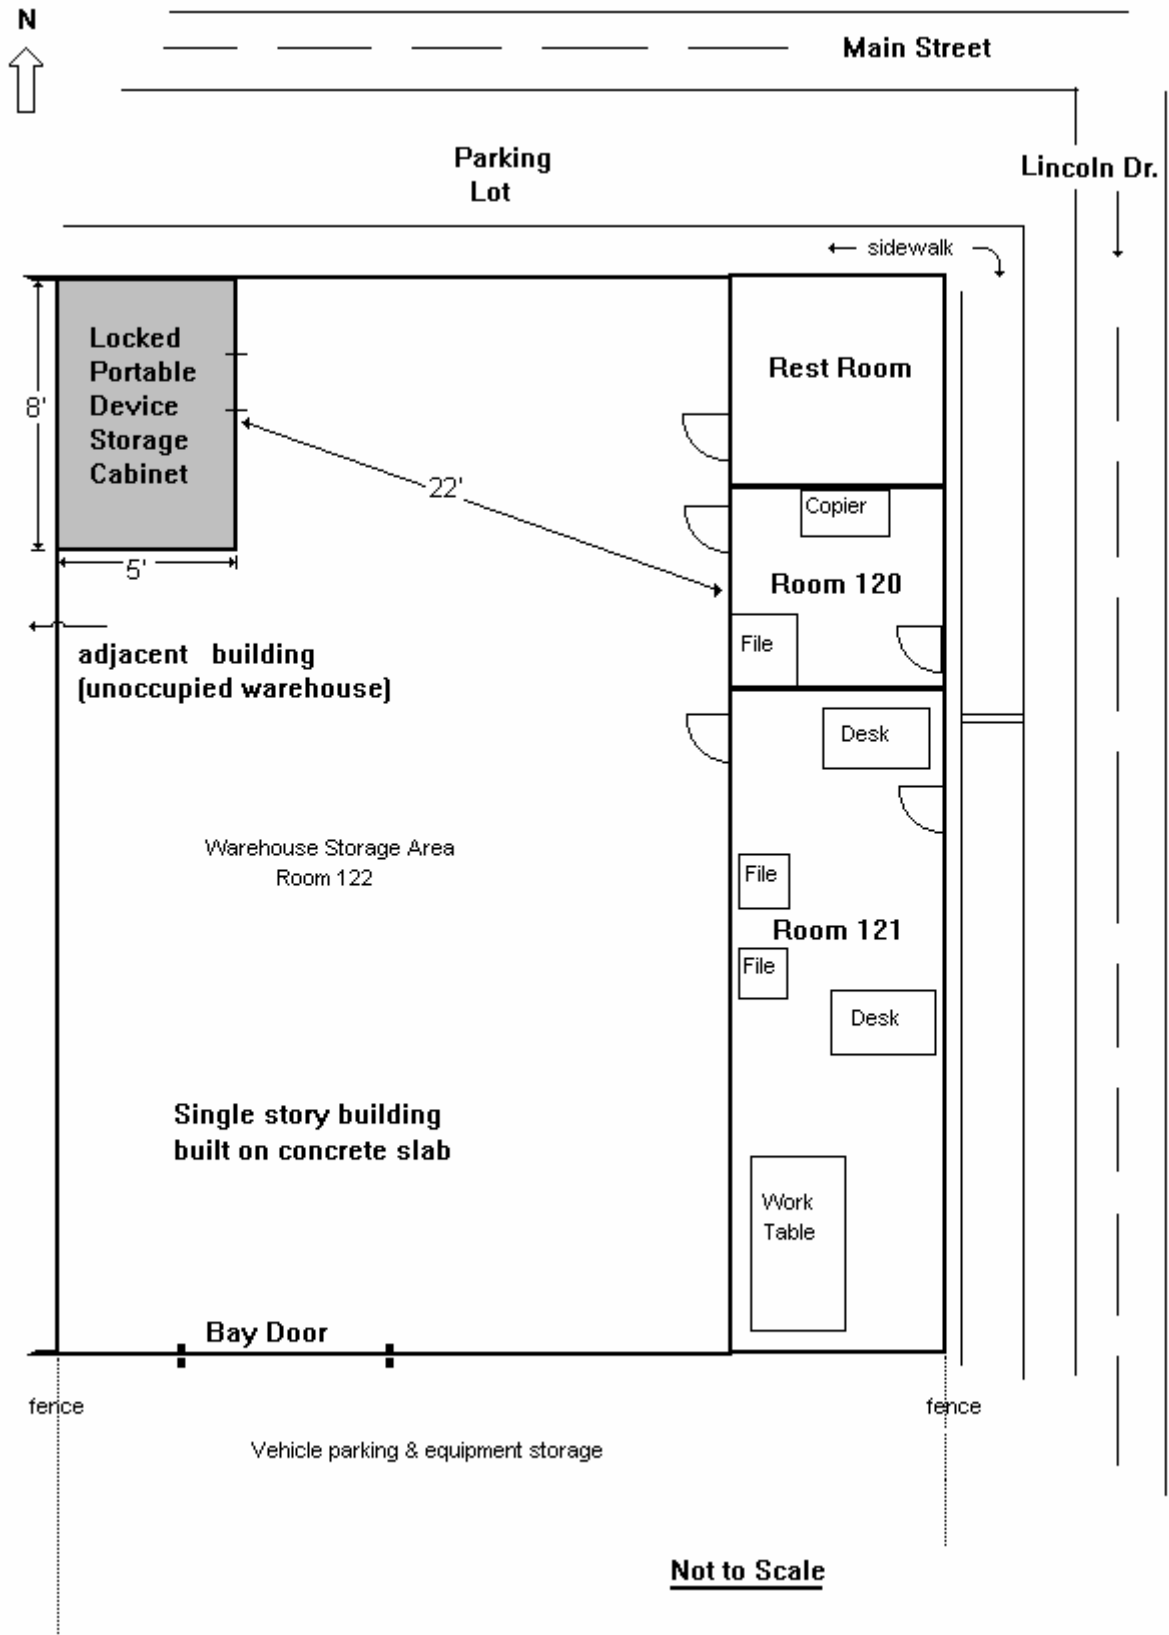 N
Main Street
Parking
Lot
Lincoln Dr.
sidewalk
Locked
Portable
Device
Storage
Cabinet
8'
5'
22'
Rest Room
Copier
Room 120
File
adjacent building
(unoccupied warehouse)
Desk
Warehouse Storage Area
Room 122
File
Room 121
File
Desk
Single story building
built on concrete slab
Work
Table
Bay Door
fence
fence
Vehicle parking & equipment storage
Not to Scale